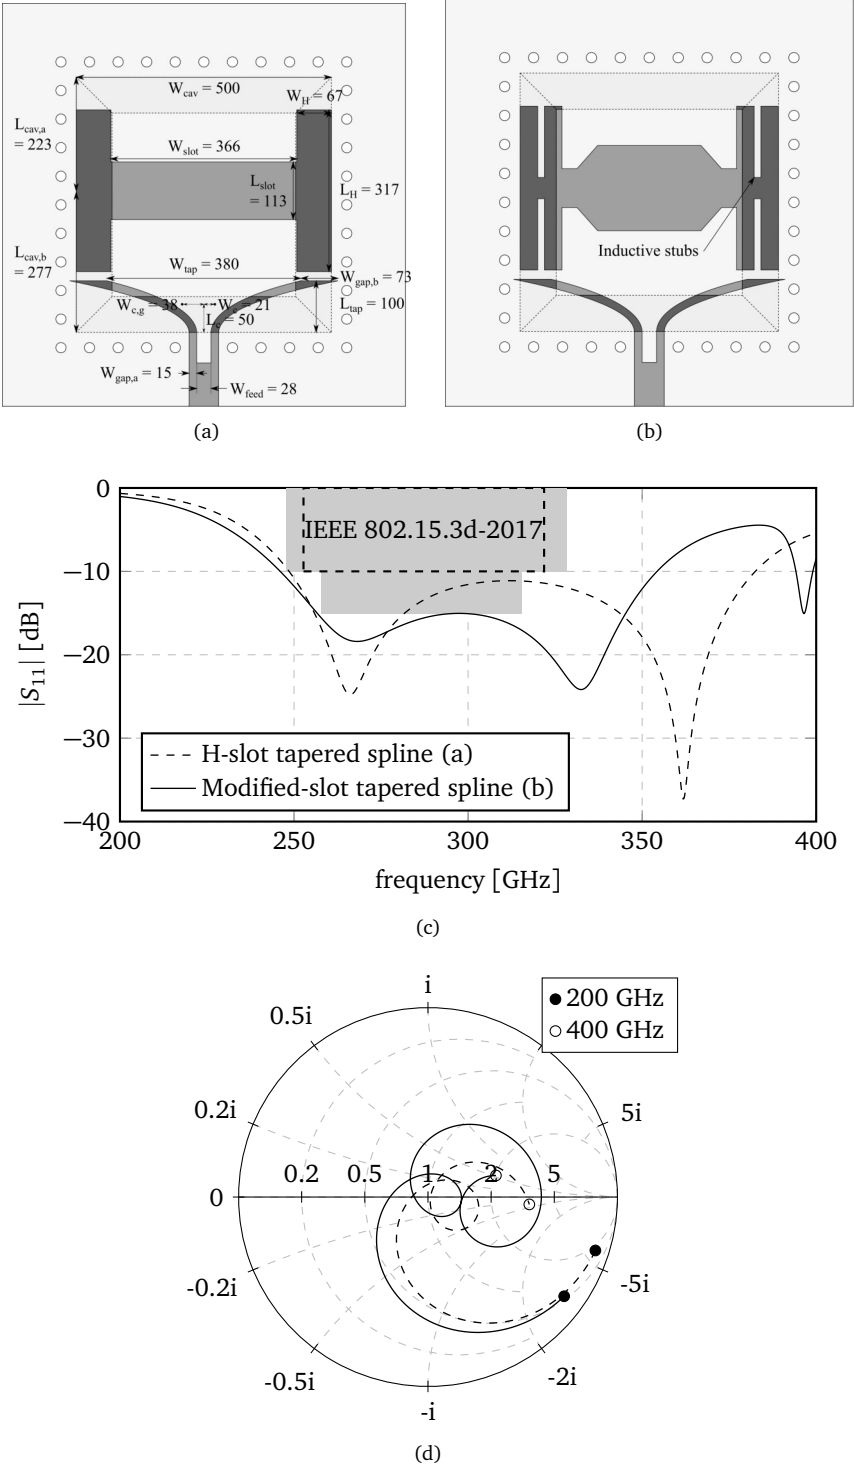 W_cav = 500
W_H = 67
L_cav,a
= 223
W_slot = 366
L_slot
= 113
L_H = 317
L_cav,b
= 277
W_tap = 380
W_gap,b = 73
W_c,g = 38
W_c = 21
L_tap = 100
L_c = 50
W_gap,a = 15
W_feed = 28
(a)
Inductive stubs
(b)
|S_11| [dB]
0
−10
−20
−30
−40
IEEE 802.15.3d-2017
H-slot tapered spline (a)
Modified-slot tapered spline (b)
200 250 300 350 400
frequency [GHz]
(c)
200 GHz
400 GHz
i
0.5i
0.2i
5i
0.2 0.5 1 2 5
0
-0.2i
-5i
-0.5i
-2i
-i
(d)